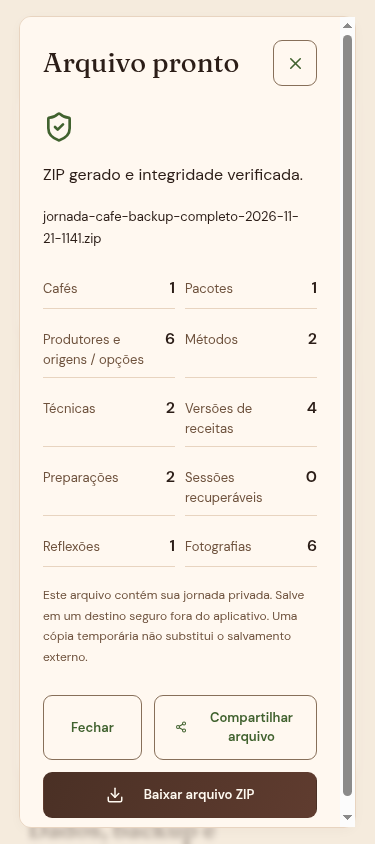 Arquivo pronto
ZIP gerado e integridade verificada.
jornada-cafe-backup-completo-2026-11-
21-1141.zip
Cafés 1 Pacotes 1
Produtores e 6 Métodos 2
origens / opções
Técnicas 2 Versões de 4
receitas
Preparações 2 Sessões 0
recuperáveis
Reflexões 1 Fotografias 6
Este arquivo contém sua jornada privada. Salve
em um destino seguro fora do aplicativo. Uma
cópia temporária não substitui o salvamento
externo.
Fechar Compartilhar
arquivo
Baixar arquivo ZIP